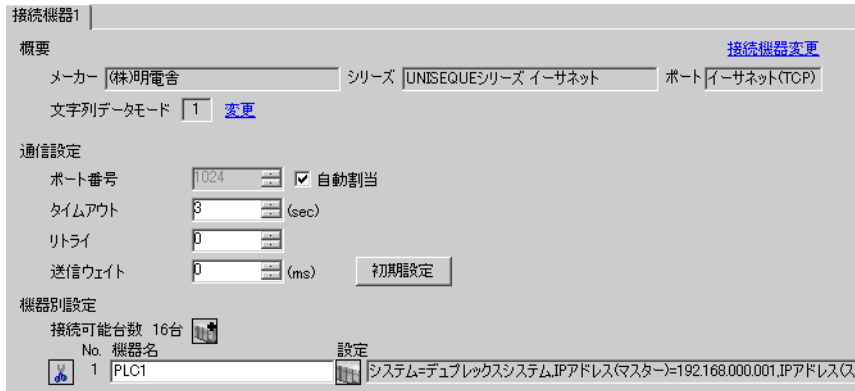 接続機器1
概要 接続機器変更
メーカー (株)明電舎 シリーズ UNISEQUEシリーズ イーサネット ポート イーサネット(TCP)
文字列データモード 1 変更
通信設定
ポート番号 1024 自動割当
タイムアウト 3 (sec)
リトライ 0
送信ウェイト 0 (ms) 初期設定
機器別設定
接続可能台数 16台
No. 機器名 設定
1 PLC1 システム=デュプレックスシステム,IPアドレス(マスター)=192.168.000.001,IPアドレス(ス